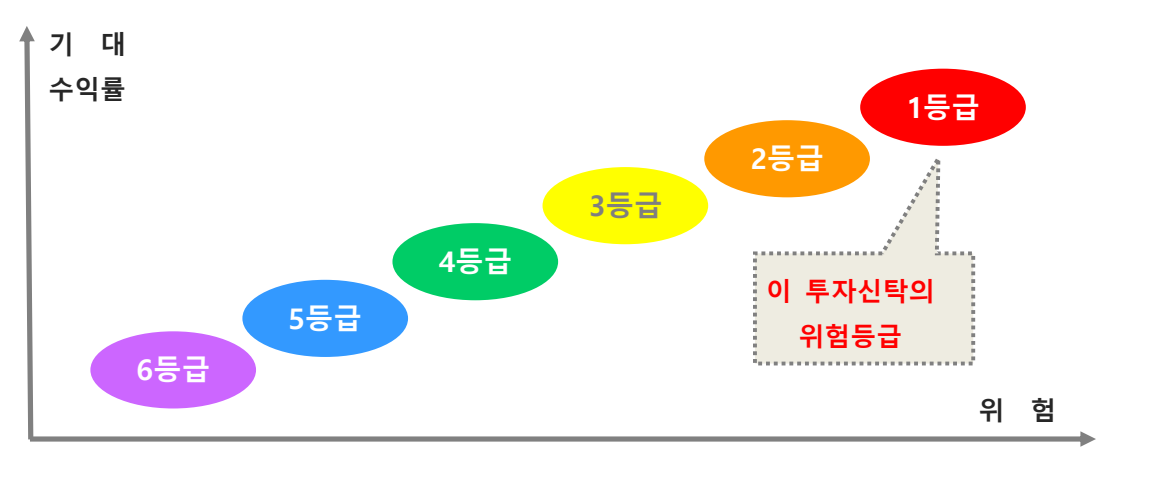 기 대
수익률
1등급
2등급
3등급
4등급
5등급
6등급
이 투자신탁의
위험등급
위 험